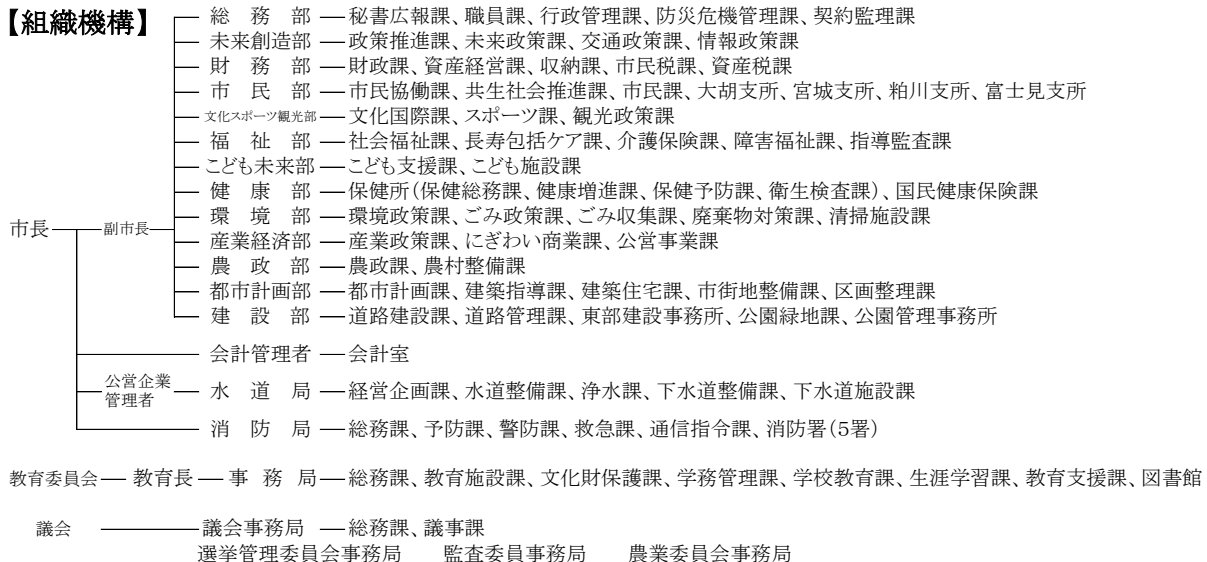 【組織機構】
総務部 秘書広報課、職員課、行政管理課、防災危機管理課、契約監理課
未来創造部 政策推進課、未来政策課、交通政策課、情報政策課
財務部 財政課、資産経営課、収納課、市民税課、資産税課
市民部 市民協働課、共生社会推進課、市民課、大胡支所、宮城支所、粕川支所、富士見支所
文化スポーツ観光部 文化国際課、スポーツ課、観光政策課
福祉部 社会福祉課、長寿包括ケア課、介護保険課、障害福祉課、指導監査課
こども未来部 こども支援課、こども施設課
健康部 保健所(保健総務課、健康増進課、保健予防課、衛生検査課)、国民健康保険課
環境部 環境政策課、ごみ政策課、ごみ収集課、廃棄物対策課、清掃施設課
市長 副市長
産業経済部 産業政策課、にぎわい商業課、公営事業課
農政部 農政課、農村整備課
都市計画部 都市計画課、建築指導課、建築住宅課、市街地整備課、区画整理課
建設部 道路建設課、道路管理課、東部建設事務所、公園緑地課、公園管理事務所
会計管理者 会計室
公営企業
管理者
水道局 経営企画課、水道整備課、浄水課、下水道整備課、下水道施設課
消防局 総務課、予防課、警防課、救急課、通信指令課、消防署(5署)
教育委員会 教育長 事務局 総務課、教育施設課、文化財保護課、学務管理課、学校教育課、生涯学習課、教育支援課、図書館
議会 議会事務局 総務課、議事課
選挙管理委員会事務局 監査委員事務局 農業委員会事務局